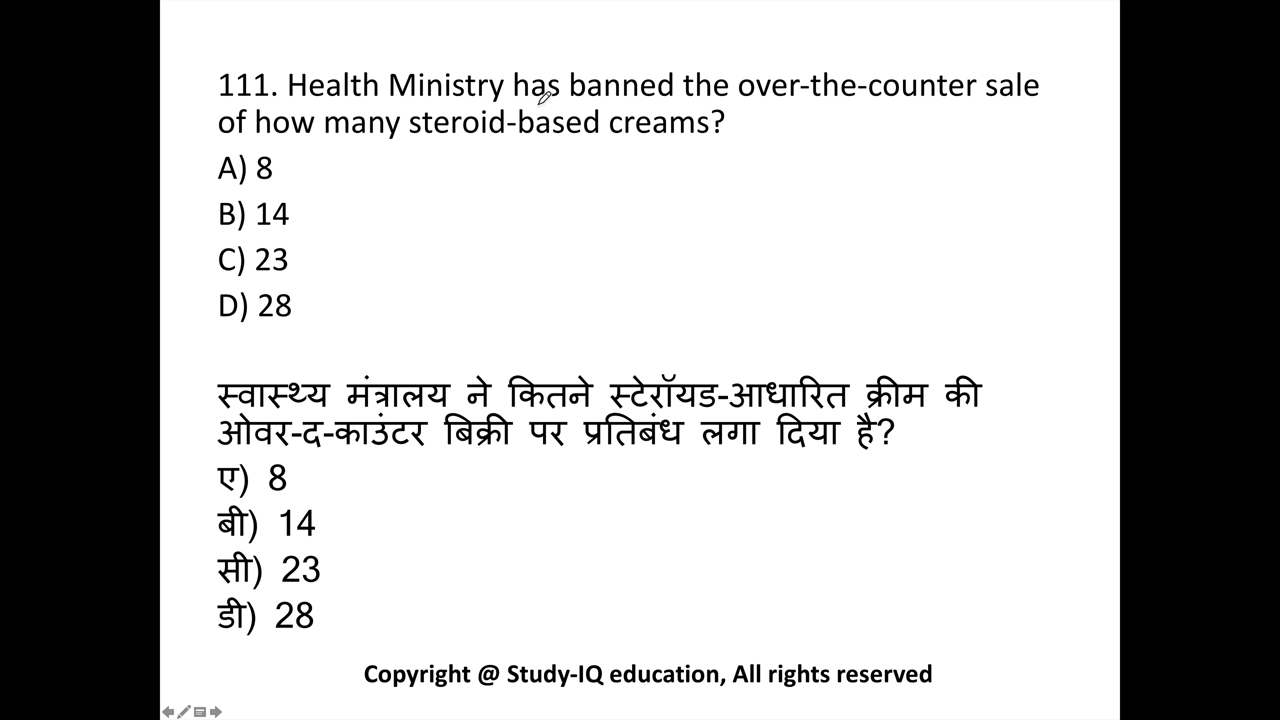 111. Health Ministry has banned the over-the-counter sale
of how many steroid-based creams?
A) 8
B) 14
C) 23
D) 28
स्वास्थ्य मंत्रालय ने कितने स्टेरॉयड-आधारित क्रीम की
ओवर-द-काउंटर बिक्री पर प्रतिबंध लगा दिया है?
ए) 8
बी) 14
सी) 23
डी) 28
Copyright @ Study-IQ education, All rights reserved